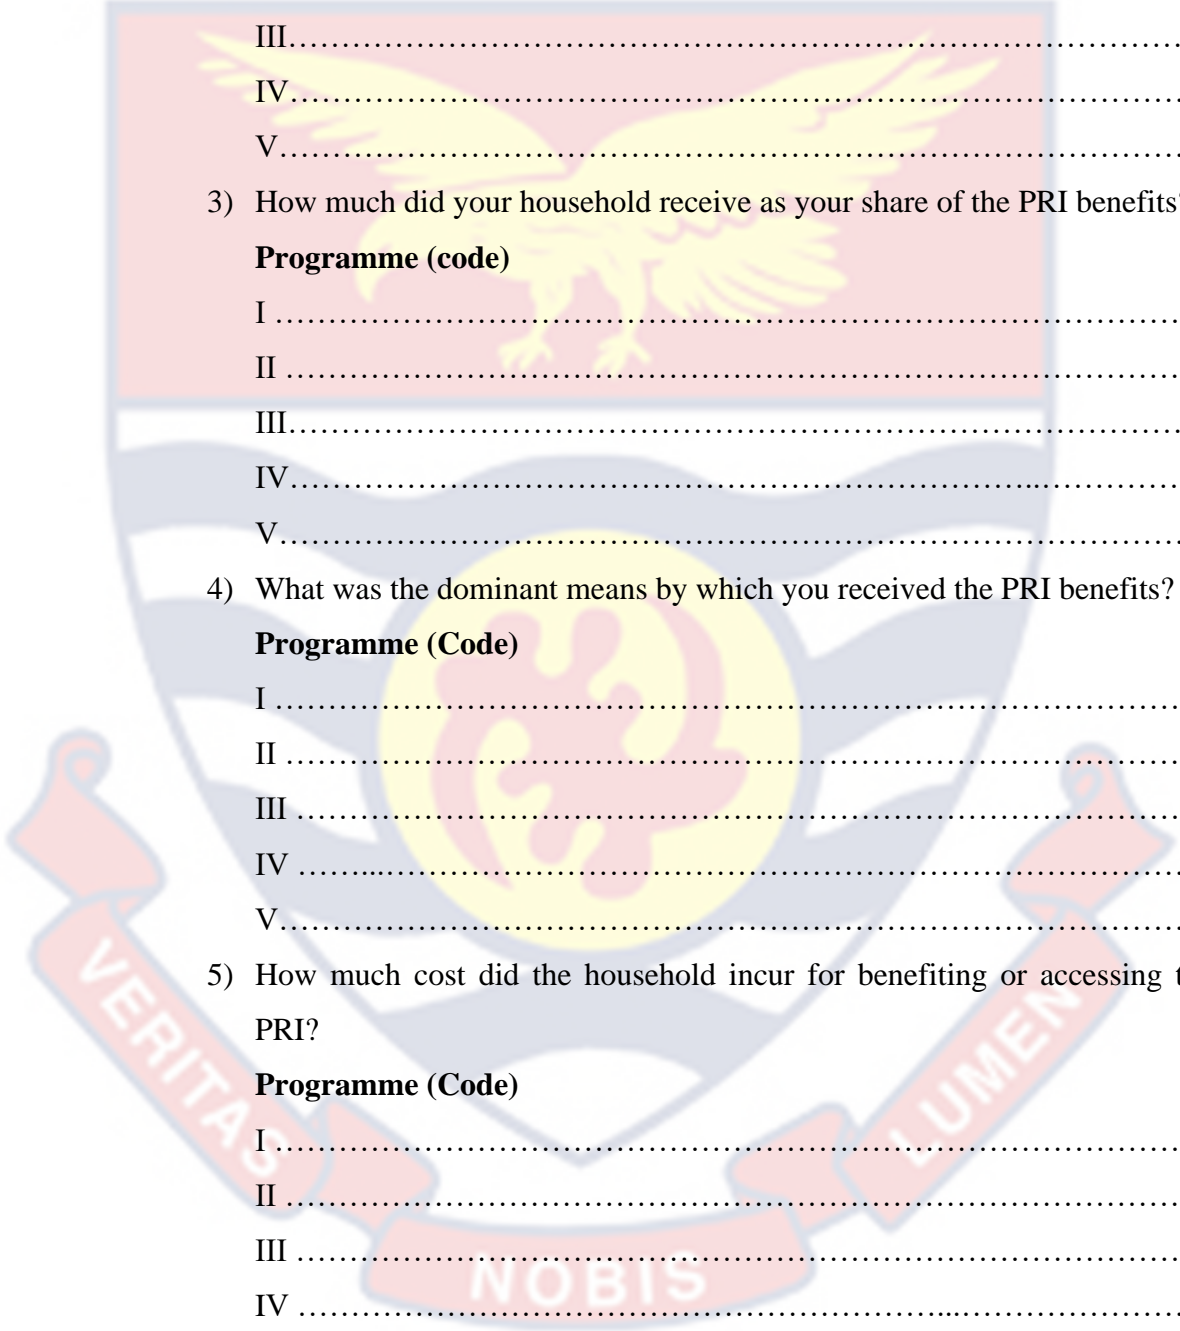 III……………………………………………………………………………
IV……………………………………………………………………………
V……………………………………………………………………………
3) How much did your household receive as your share of the PRI benefits?
Programme (code)
I ……………………………………………………………………………
II ……………………………………………………………………………
III……………………………………………………………………………
IV………………………………………………………………..…………
V……………………………………………………………………………
4) What was the dominant means by which you received the PRI benefits?
Programme (Code)
I ……………………………………………………………………………
II ……………………………………………………………………………
III ……………………………………………………………………………
IV ……...……………………………………………………………………
V……………………………………………………………………………
5) How much cost did the household incur for benefiting or accessing
PRI?
Programme (Code)
I ……………………………………………………………………………
II ……………………………………………………………………………
III ……………………………………………………………………………
IV ………………………………………………………...…………………
VERITAS
NOBIS
LUMEN